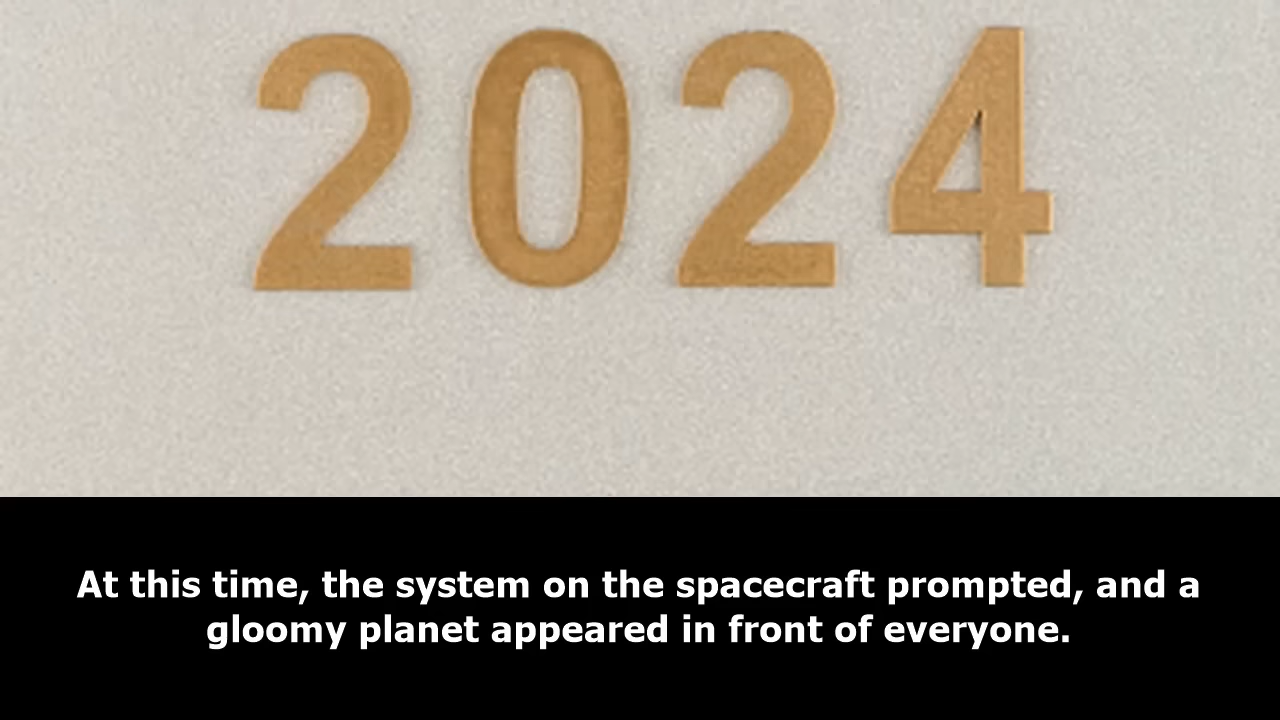 2024
At this time, the system on the spacecraft prompted, and a
gloomy planet appeared in front of everyone.